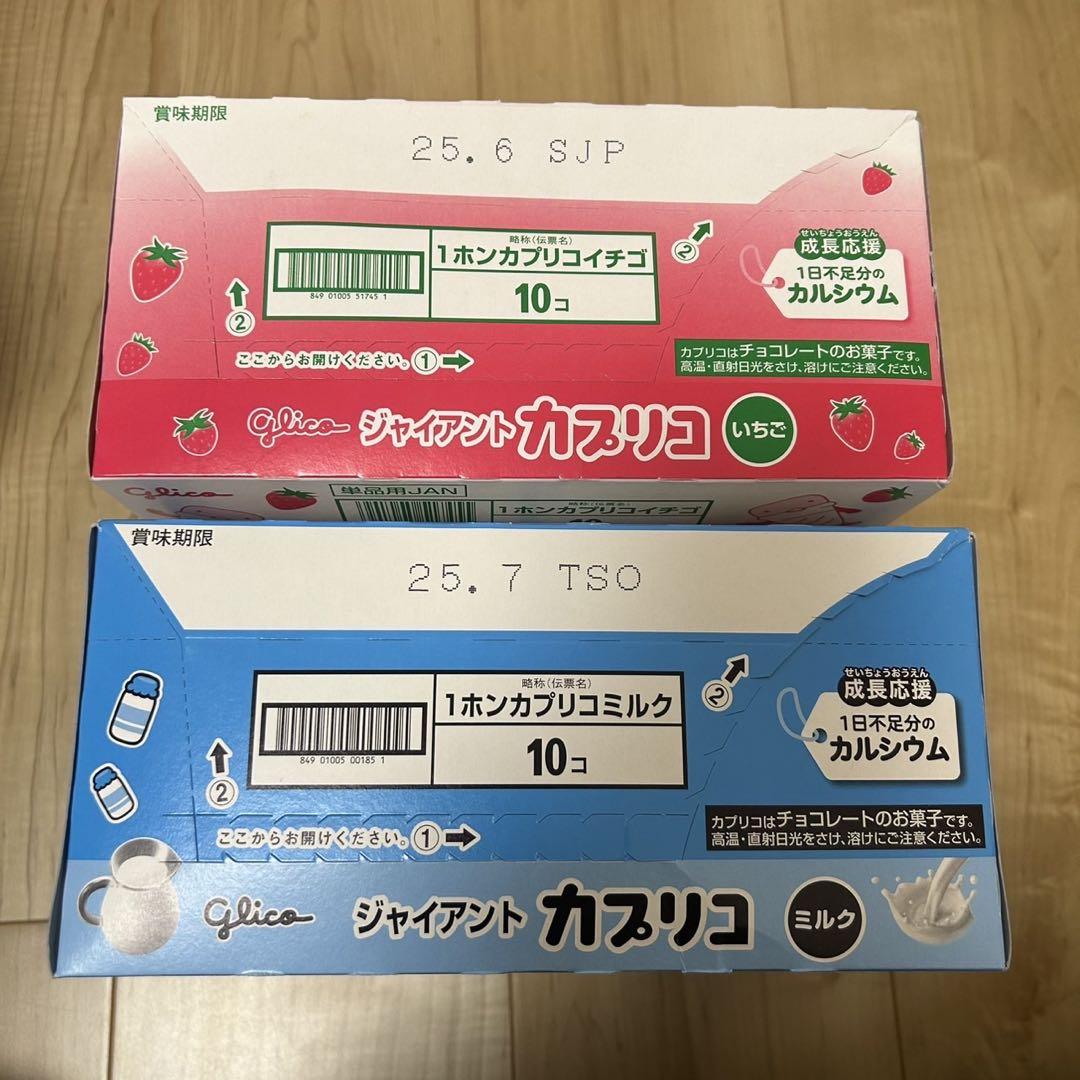 賞味期限
25.6 SJP
略称(伝票名)
1ホンカプリコイチゴ
10コ
849 01005 51745 1
②
②
せいちょうおうえん
成長応援
1日不足分の
カルシウム
ここからお開けください。①
カプリコはチョコレートのお菓子です。
高温・直射日光をさけ、溶けにご注意ください。
glico ジャイアント カプリコ いちご
glico
単品用JAN
略称(伝票名)
1ホンカプリコイチゴ
賞味期限
25.7 TSO
略称(伝票名)
1ホンカプリコミルク
10コ
849 01005 00185 1
②
②
せいちょうおうえん
成長応援
1日不足分の
カルシウム
ここからお開けください。①
カプリコはチョコレートのお菓子です。
高温・直射日光をさけ、溶けにご注意ください。
glico ジャイアント カプリコ ミルク